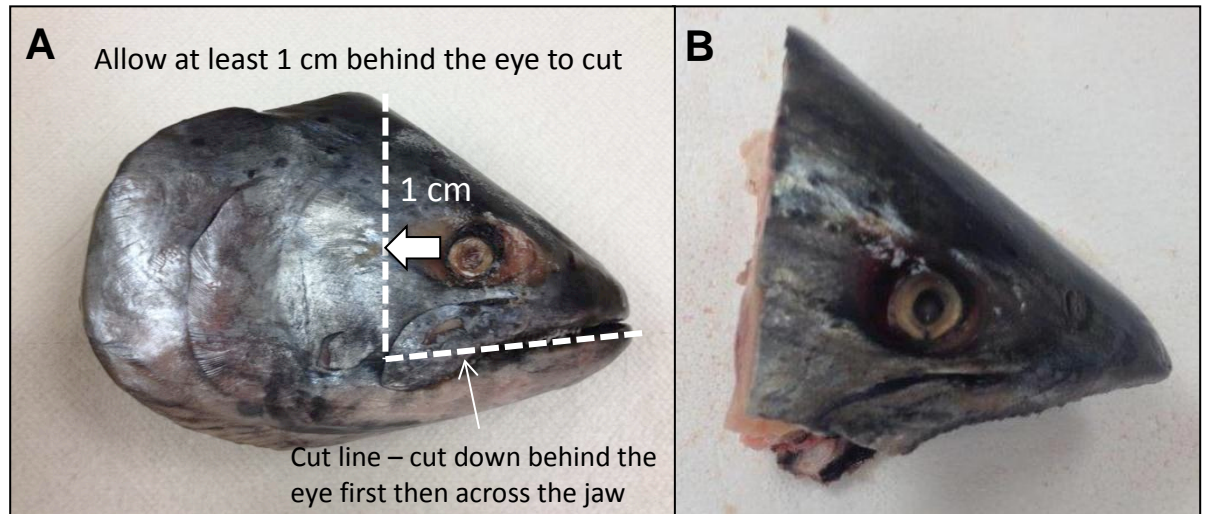 A
Allow at least 1 cm behind the eye to cut
1 cm
Cut line – cut down behind the
eye first then across the jaw
B